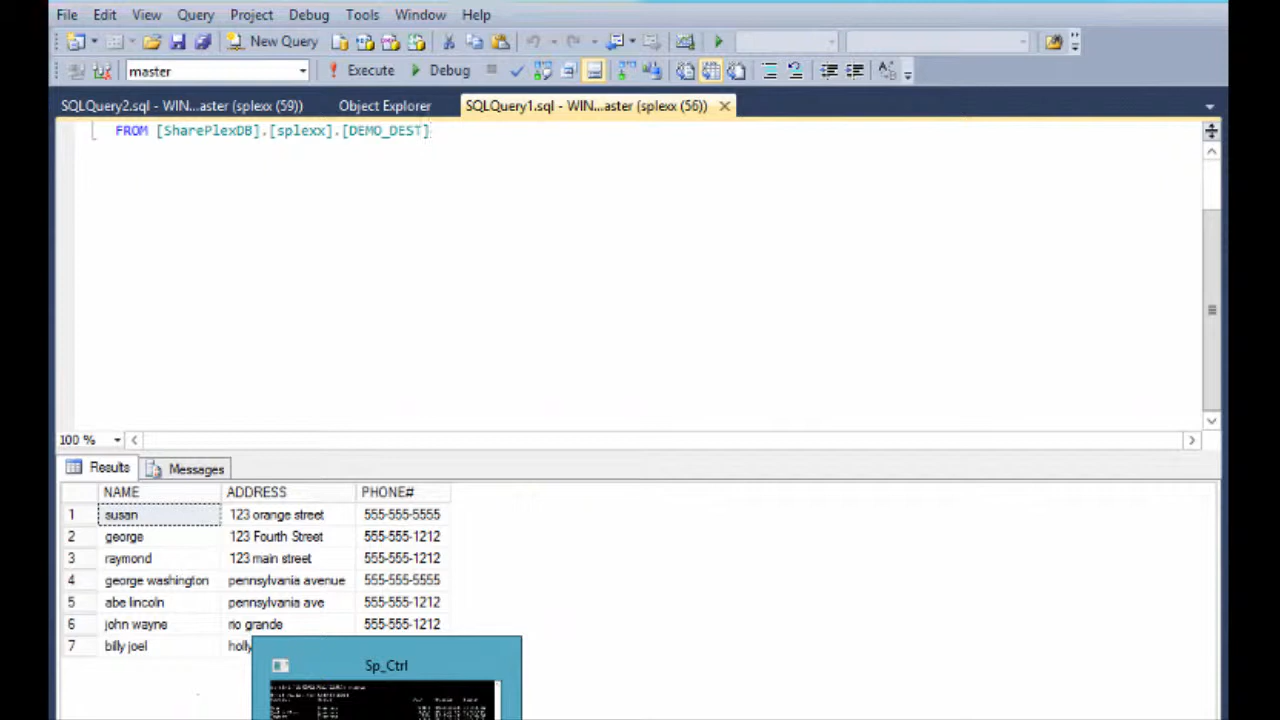 File Edit View Query Project Debug Tools Window Help
New Query
master Execute Debug
SQLQuery2.sql - WIN...aster (splexx (59)) Object Explorer SQLQuery1.sql - WIN...aster (splexx (56))
FROM [SharePlexDB].[splexx].[DEMO_DEST]
100 %
Results Messages
NAME ADDRESS PHONE#
1 susan 123 orange street 555-555-5555
2 george 123 Fourth Street 555-555-1212
3 raymond 123 main street 555-555-1212
4 george washington pennsylvania avenue 555-555-5555
5 abe lincoln pennsylvania ave 555-555-1212
6 john wayne rio grande 555-555-1212
7 billy joel holly
Sp_Ctrl